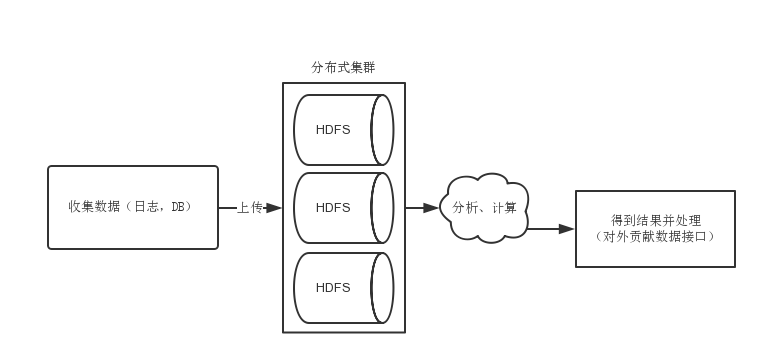 分布式集群
HDFS
收集数据（日志，DB）
上传
HDFS
分析、计算
得到结果并处理
（对外贡献数据接口）
HDFS